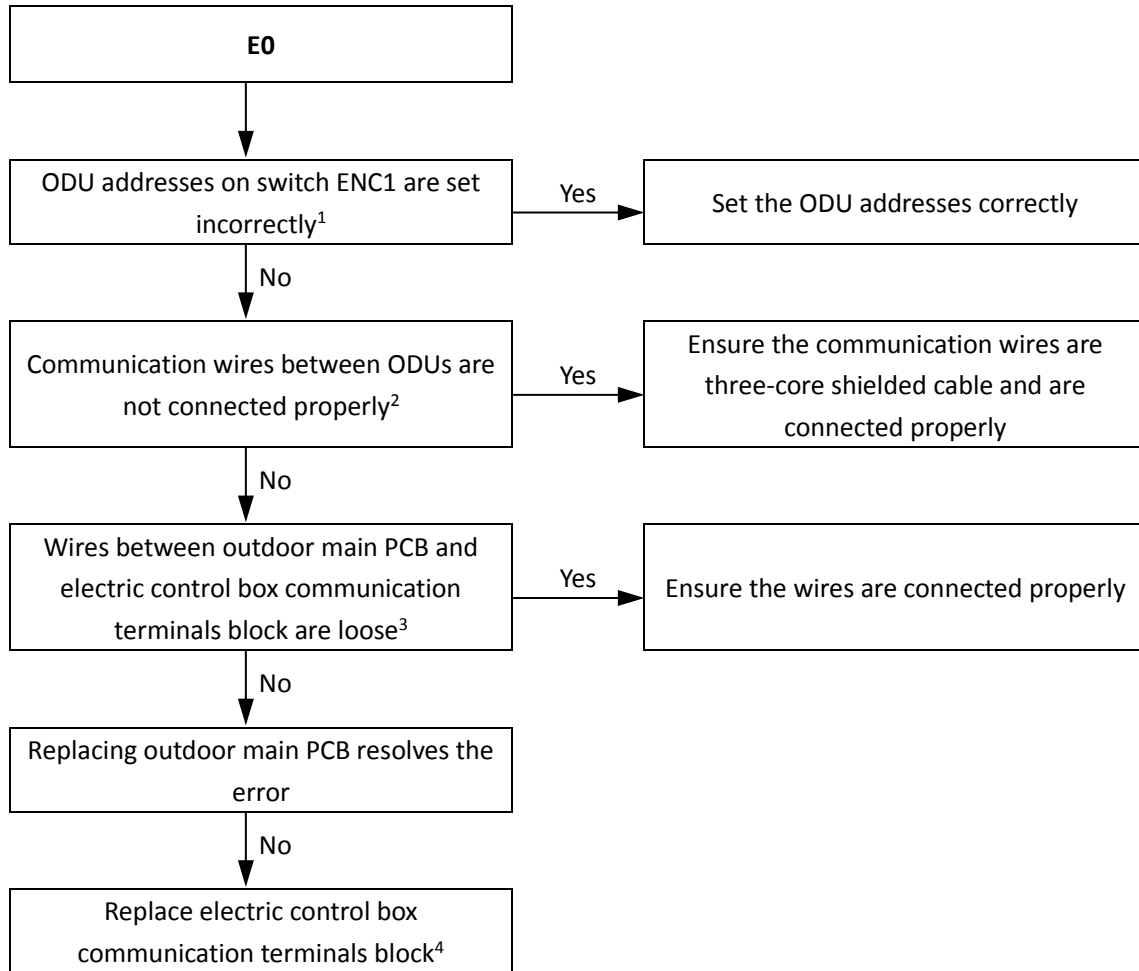 E0
ODU addresses on switch ENC1 are set
incorrectly¹
Yes
Set the ODU addresses correctly
No
Communication wires between ODUs are
not connected properly²
Yes
Ensure the communication wires are
three-core shielded cable and are
connected properly
No
Wires between outdoor main PCB and
electric control box communication
terminals block are loose³
Yes
Ensure the wires are connected properly
No
Replacing outdoor main PCB resolves the
error
No
Replace electric control box
communication terminals block⁴